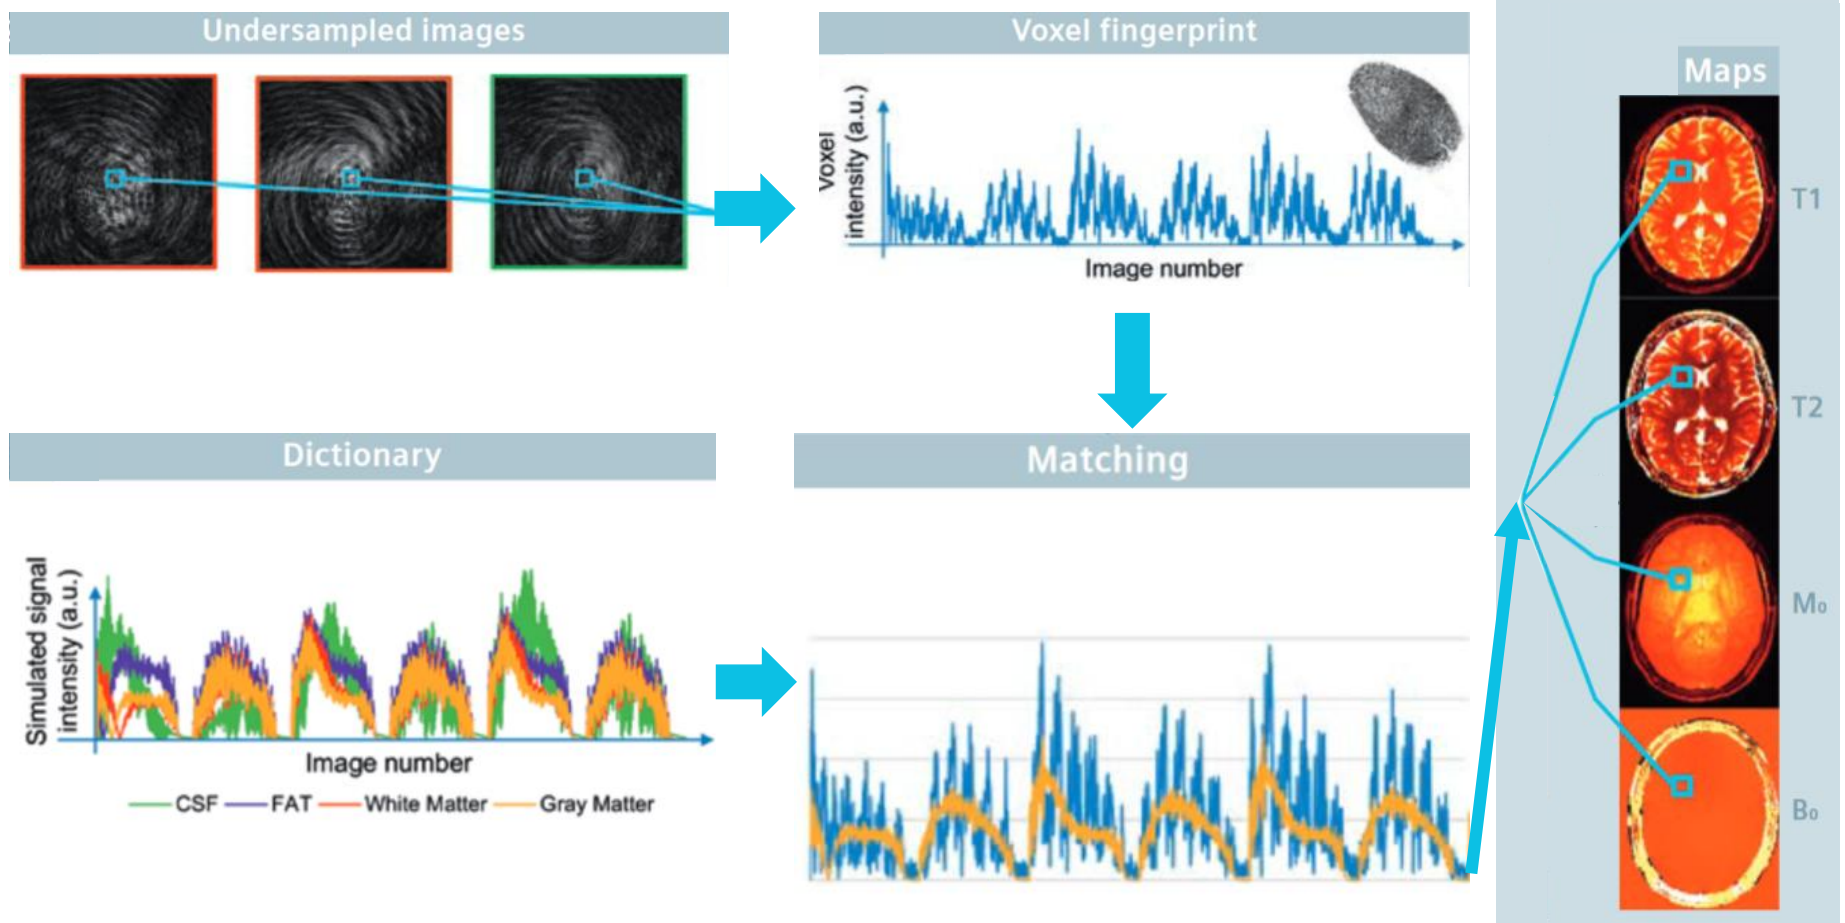 Undersampled images
Voxel fingerprint
Voxel
intensity (a.u.)
Image number
Maps
T1
T2
M₀
B₀
Dictionary
Simulated signal
intensity (a.u.)
Image number
CSF FAT White Matter Gray Matter
Matching